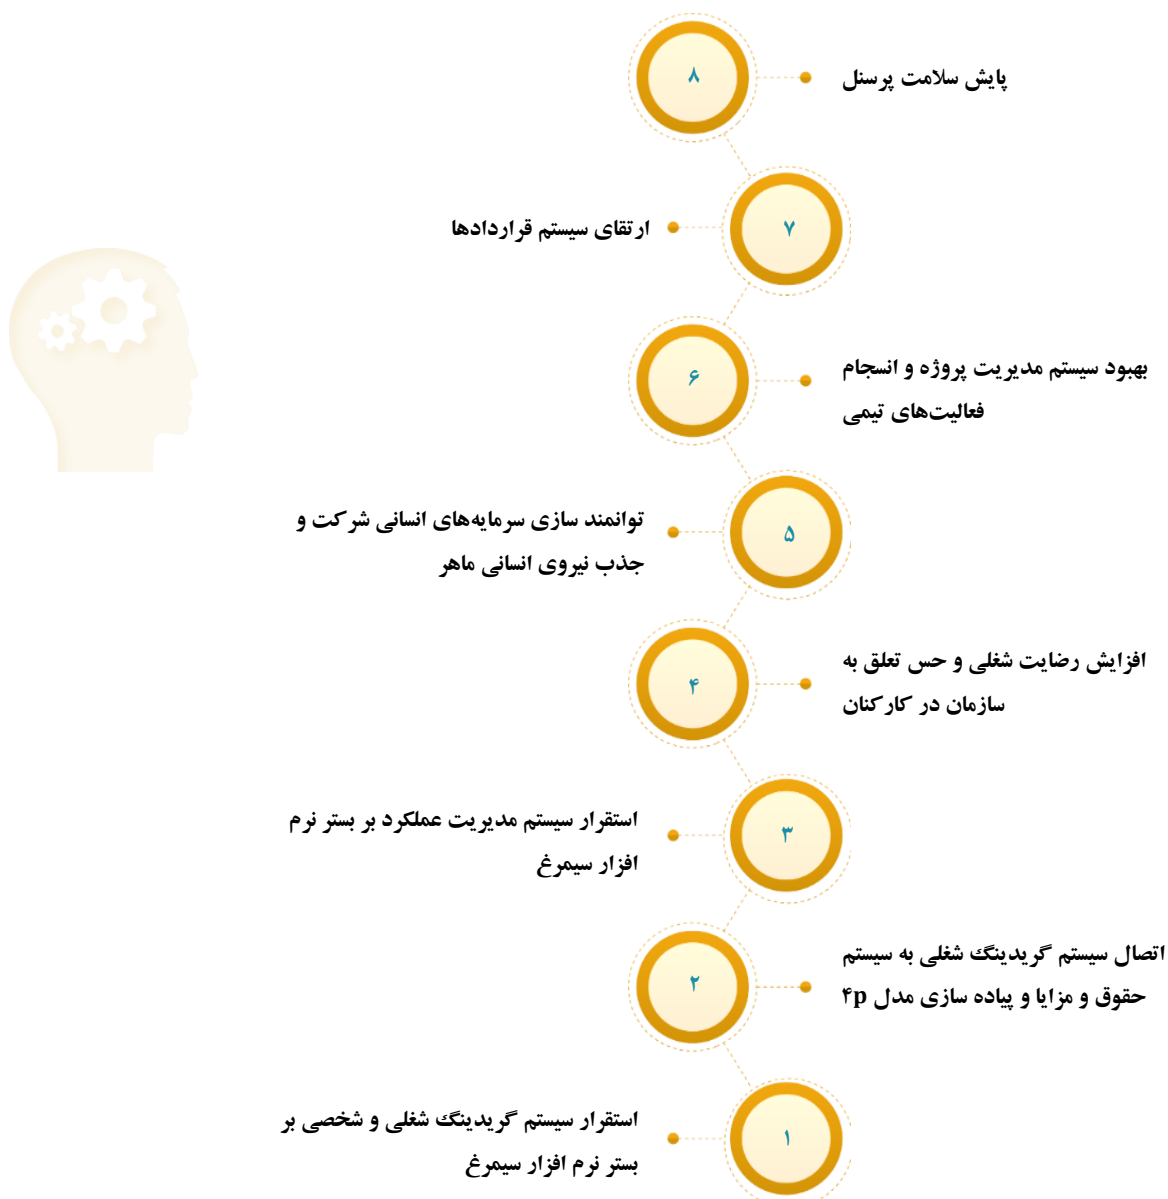 ۸
پایش سلامت پرسنل
۷
ارتقای سیستم قراردادها
۶
بهبود سیستم مدیریت پروژه و انسجام
فعالیت‌های تیمی
۵
توانمند سازی سرمایه‌های انسانی شرکت و
جذب نیروی انسانی ماهر
۴
افزایش رضایت شغلی و حس تعلق به
سازمان در کارکنان
۳
استقرار سیستم مدیریت عملکرد بر بستر نرم
افزار سیمرغ
۲
اتصال سیستم گریدینگ شغلی به سیستم
حقوق و مزایا و پیاده سازی مدل ۴p
۱
استقرار سیستم گریدینگ شغلی و شخصی بر
بستر نرم افزار سیمرغ